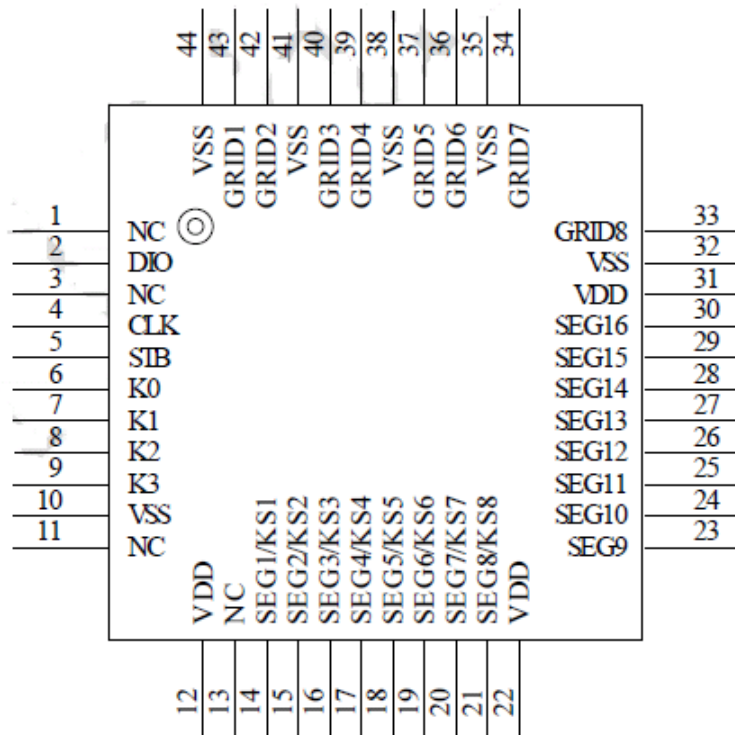 44 43 42 41 40 39 38 37 36 35 34
VSS GRID1 GRID2 VSS GRID3 GRID4 VSS GRID5 GRID6 VSS GRID7
1 NC GRID8 33
2 DIO VSS 32
3 NC VDD 31
4 CLK SEG16 30
5 STB SEG15 29
6 K0 SEG14 28
7 K1 SEG13 27
8 K2 SEG12 26
9 K3 SEG11 25
10 VSS SEG10 24
11 NC SEG9 23
VDD NC SEG1/KS1 SEG2/KS2 SEG3/KS3 SEG4/KS4 SEG5/KS5 SEG6/KS6 SEG7/KS7 SEG8/KS8 VDD
12 13 14 15 16 17 18 19 20 21 22